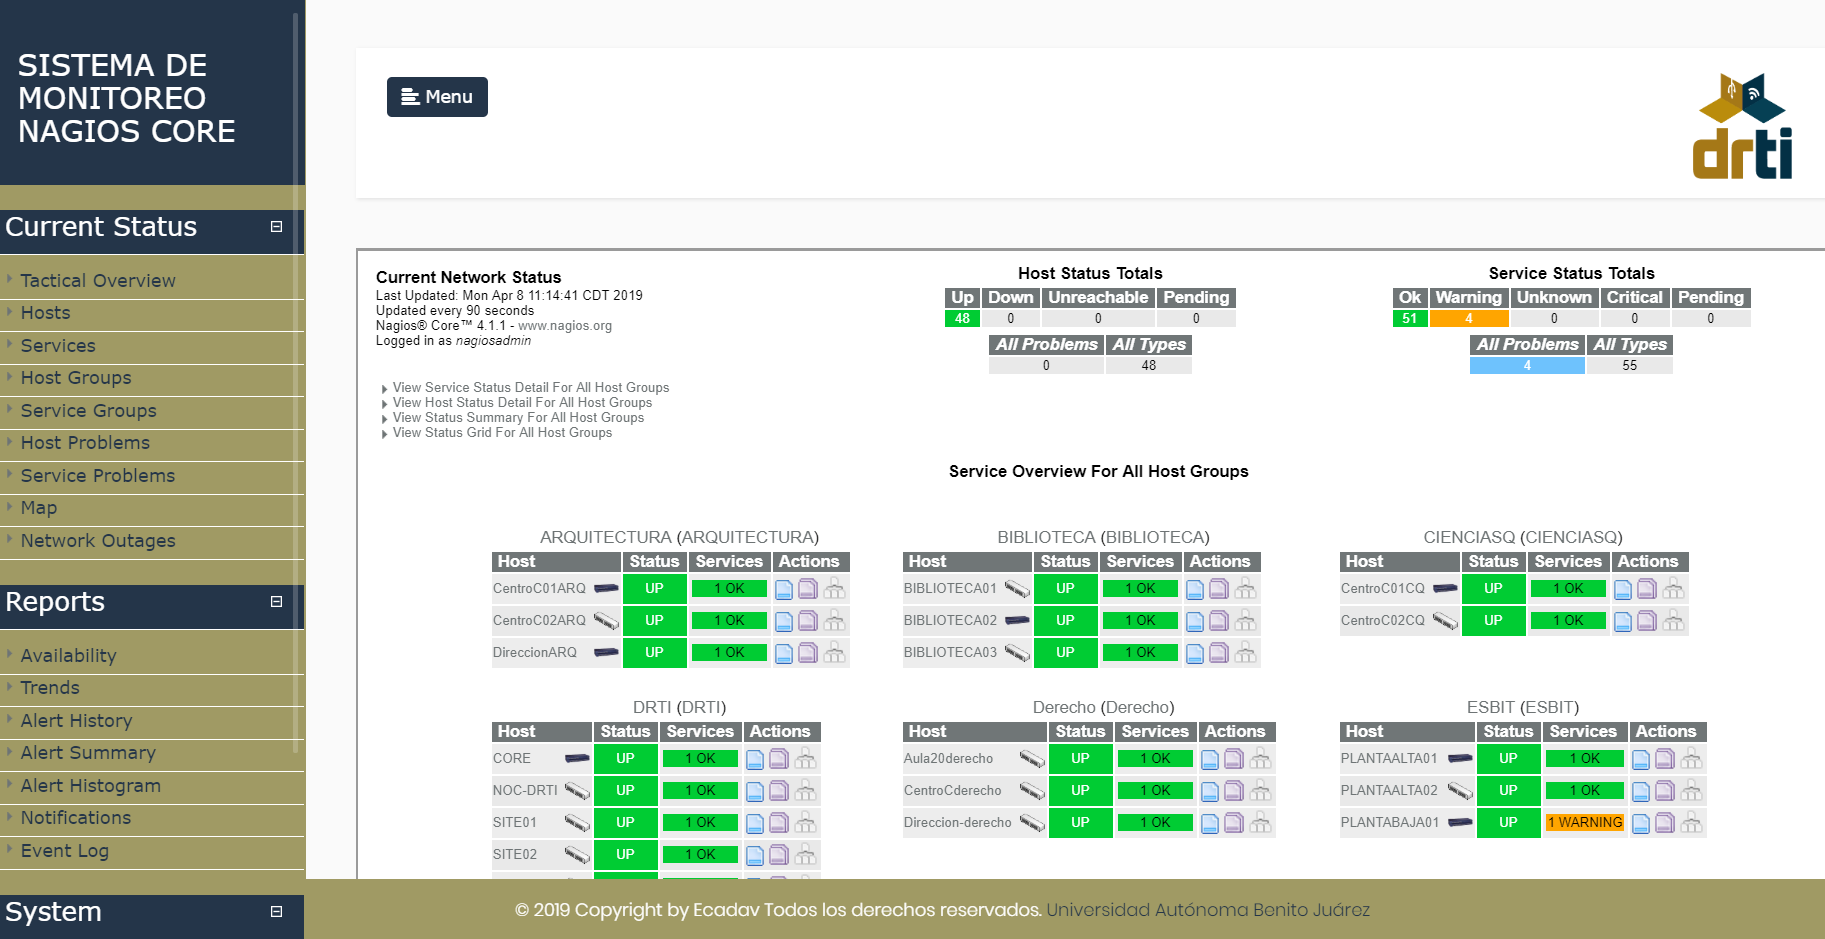 SISTEMA DE
MONITOREO
NAGIOS CORE
Current Status
Tactical Overview
Hosts
Services
Host Groups
Service Groups
Host Problems
Service Problems
Map
Network Outages
Reports
Availability
Trends
Alert History
Alert Summary
Alert Histogram
Notifications
Event Log
System
Menu
drti
Current Network Status
Last Updated: Mon Apr 8 11:14:41 CDT 2019
Updated every 90 seconds
Nagios® Core™ 4.1.1 - www.nagios.org
Logged in as nagiosadmin
View Service Status Detail For All Host Groups
View Host Status Detail For All Host Groups
View Status Summary For All Host Groups
View Status Grid For All Host Groups
Host Status Totals
Up Down Unreachable Pending
48 0 0 0
All Problems All Types
0 48
Service Status Totals
Ok Warning Unknown Critical Pending
51 4 0 0 0
All Problems All Types
4 55
Service Overview For All Host Groups
ARQUITECTURA (ARQUITECTURA)
Host Status Services Actions
CentroC01ARQ UP 1 OK
CentroC02ARQ UP 1 OK
DireccionARQ UP 1 OK
BIBLIOTECA (BIBLIOTECA)
Host Status Services Actions
BIBLIOTECA01 UP 1 OK
BIBLIOTECA02 UP 1 OK
BIBLIOTECA03 UP 1 OK
CIENCIASQ (CIENCIASQ)
Host Status Services Actions
CentroC01CQ UP 1 OK
CentroC02CQ UP 1 OK
DRTI (DRTI)
Host Status Services Actions
CORE UP 1 OK
NOC-DRTI UP 1 OK
SITE01 UP 1 OK
SITE02 UP 1 OK
Derecho (Derecho)
Host Status Services Actions
Aula20derecho UP 1 OK
CentroCderecho UP 1 OK
Direccion-derecho UP 1 OK
ESBIT (ESBIT)
Host Status Services Actions
PLANTAALTA01 UP 1 OK
PLANTAALTA02 UP 1 OK
PLANTABAJA01 UP 1 WARNING
© 2019 Copyright by Ecadav Todos los derechos reservados. Universidad Autónoma Benito Juárez